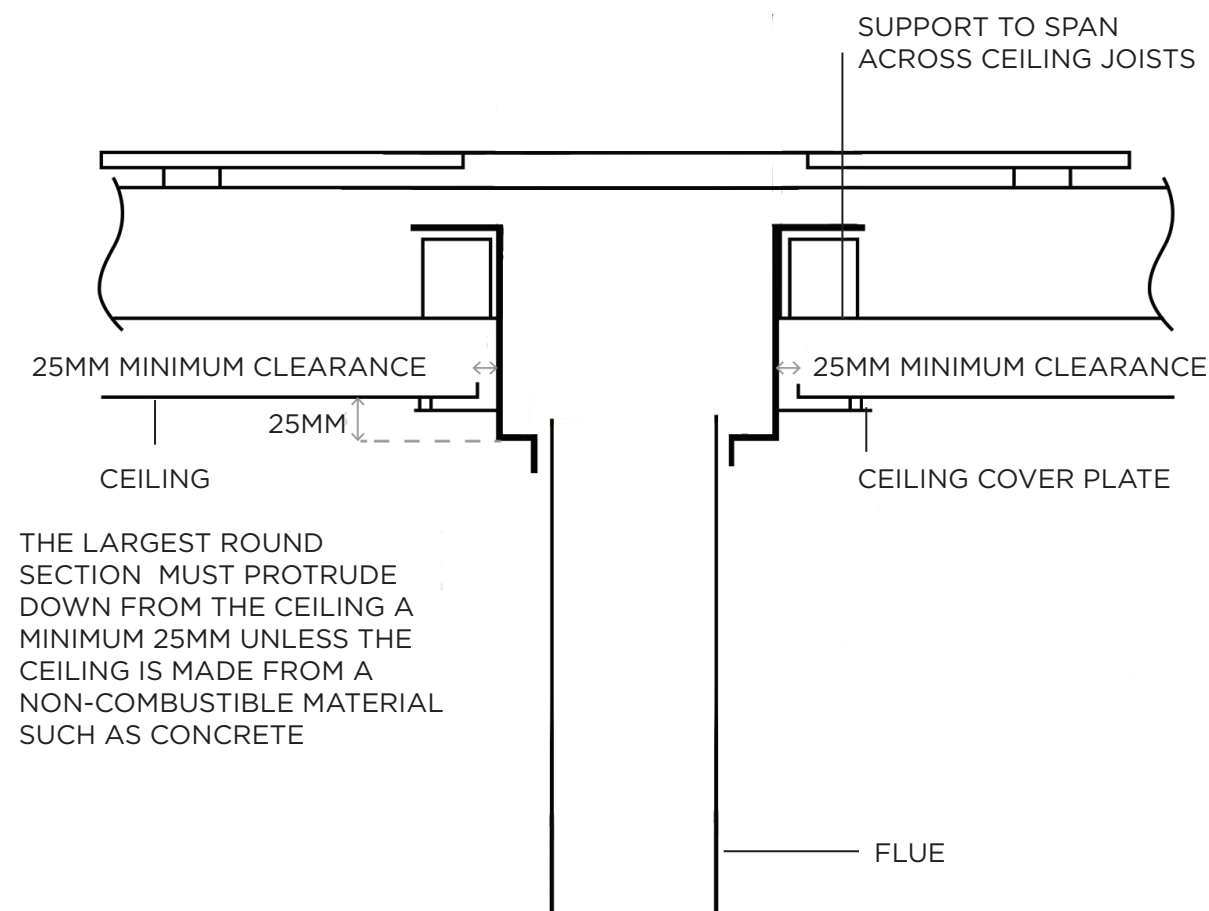 SUPPORT TO SPAN
ACROSS CEILING JOISTS
25MM MINIMUM CLEARANCE
25MM MINIMUM CLEARANCE
25MM
CEILING
CEILING COVER PLATE
THE LARGEST ROUND
SECTION MUST PROTRUDE
DOWN FROM THE CEILING A
MINIMUM 25MM UNLESS THE
CEILING IS MADE FROM A
NON-COMBUSTIBLE MATERIAL
SUCH AS CONCRETE
FLUE